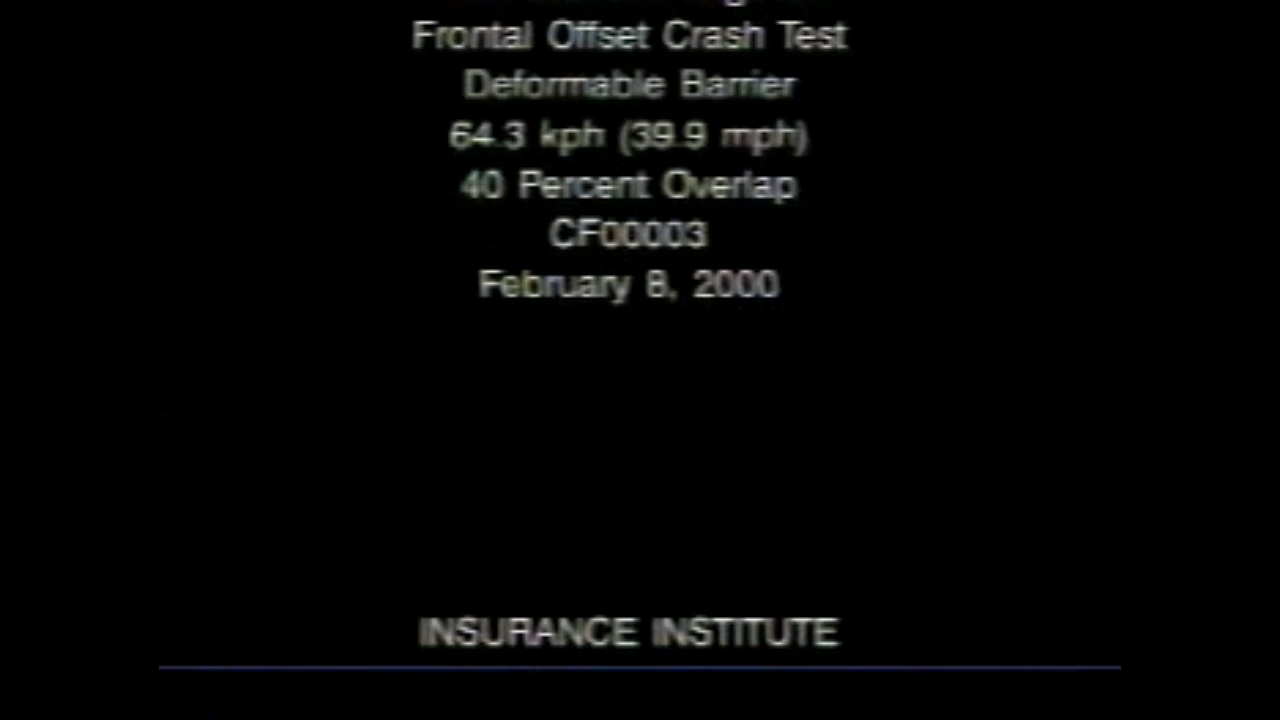 Frontal Offset Crash Test
Deformable Barrier
64.3 kph (39.9 mph)
40 Percent Overlap
CF00003
February 8, 2000
INSURANCE INSTITUTE